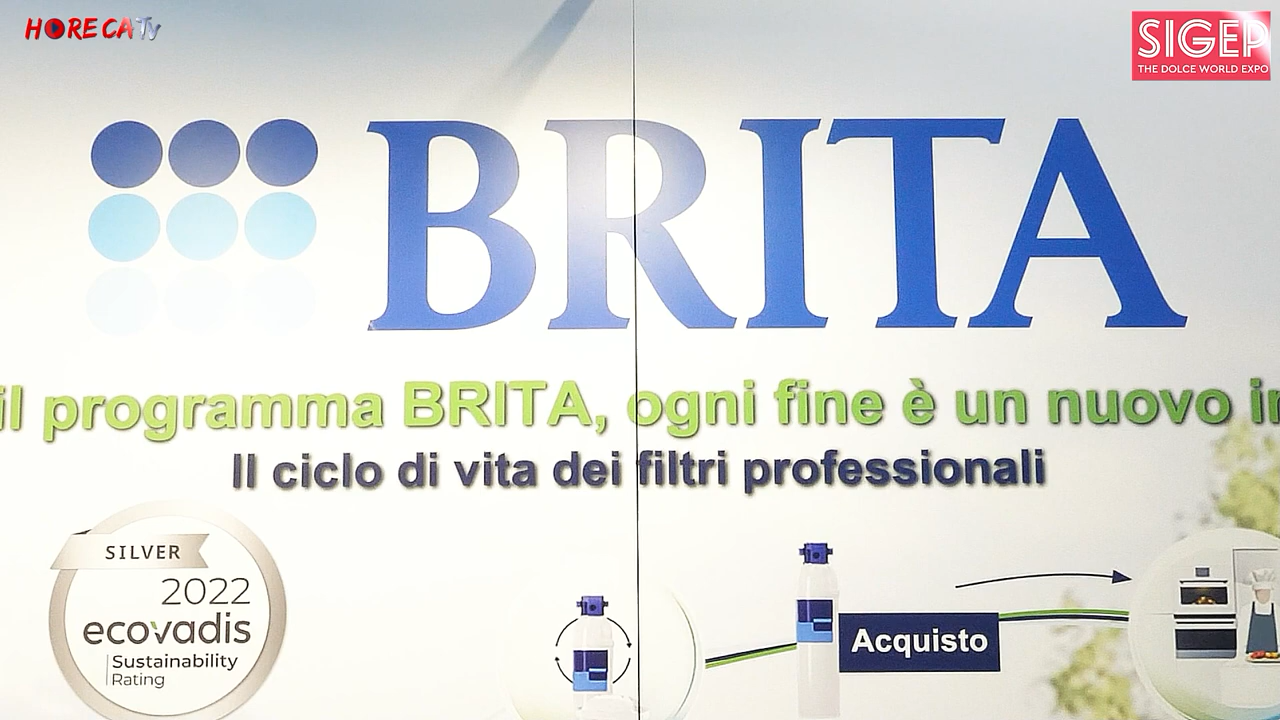 HORECATv
SIGEP
THE DOLCE WORLD EXPO
BRITA
il programma BRITA, ogni fine è un nuovo in
Il ciclo di vita dei filtri professionali
SILVER
2022
ecovadis
Sustainability
Rating
Acquisto